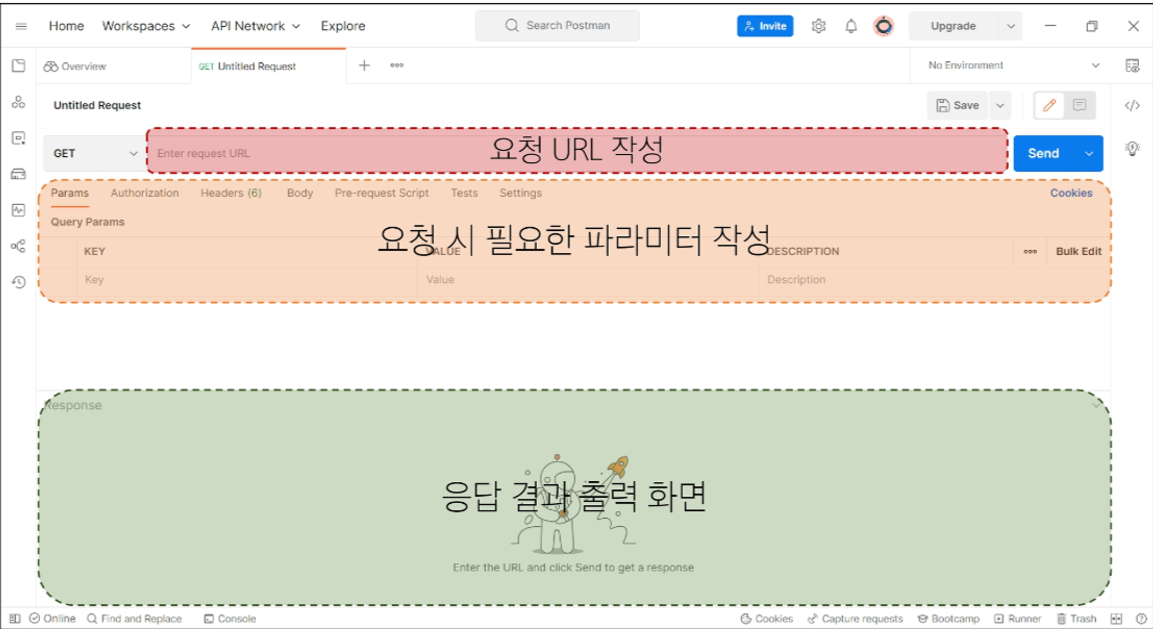 Home Workspaces API Network Explore Search Postman Invite Upgrade
Overview GET Untitled Request No Environment
Untitled Request Save
GET Enter request URL 요청 URL 작성 Send
Params Authorization Headers (6) Body Pre-request Script Tests Settings Cookies
Query Params
요청 시 필요한 파라미터 작성
KEY VALUE DESCRIPTION Bulk Edit
Key Value Description
Response
응답 결과 출력 화면
Enter the URL and click Send to get a response
Online Find and Replace Console Cookies Capture requests Bootcamp Runner Trash